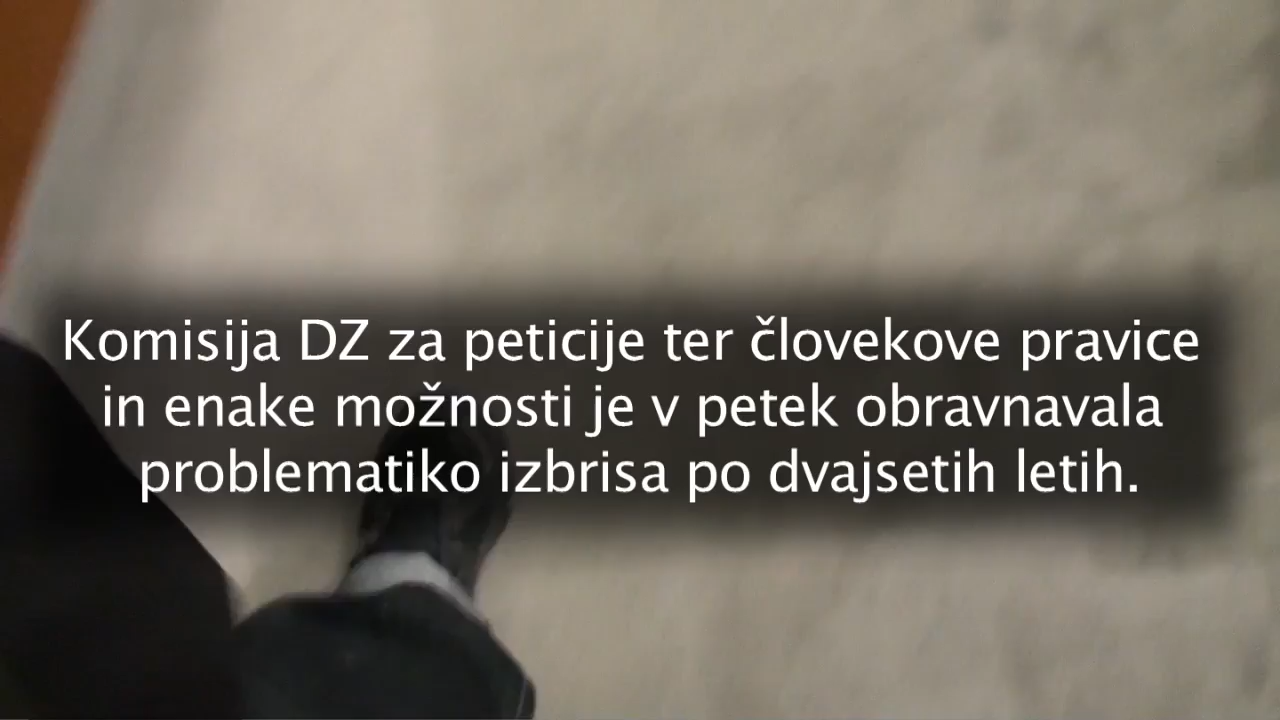 Komisija DZ za peticije ter človekove pravice
in enake možnosti je v petek obravnavala
problematiko izbrisa po dvajsetih letih.